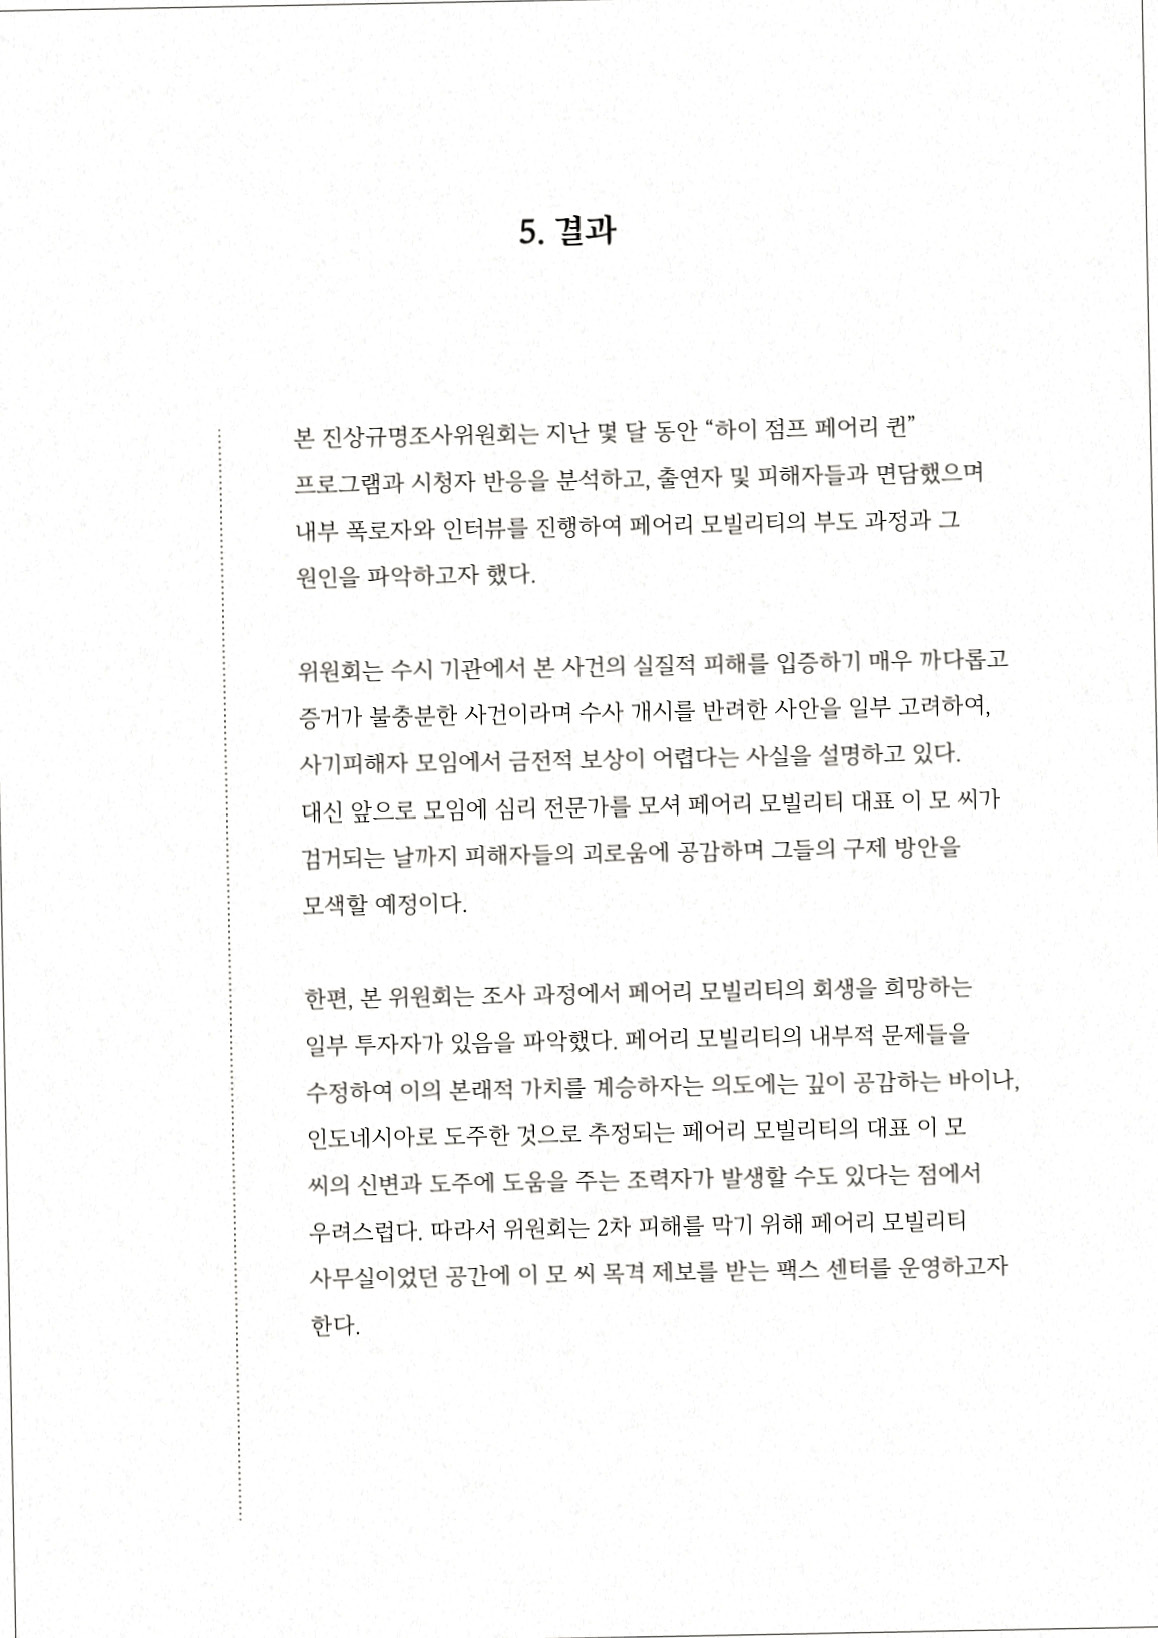 5. 결과
본 진상규명조사위원회는 지난 몇 달 동안 “하이 점프 페어리 퀸”
프로그램과 시청자 반응을 분석하고, 출연자 및 피해자들과 면담했으며
내부 폭로자와 인터뷰를 진행하여 페어리 모빌리티의 부도 과정과 그
원인을 파악하고자 했다.
위원회는 수시 기관에서 본 사건의 실질적 피해를 입증하기 매우 까다롭고
증거가 불충분한 사건이라며 수사 개시를 반려한 사안을 일부 고려하여,
사기피해자 모임에서 금전적 보상이 어렵다는 사실을 설명하고 있다.
대신 앞으로 모임에 심리 전문가를 모셔 페어리 모빌리티 대표 이 모 씨가
검거되는 날까지 피해자들의 괴로움에 공감하며 그들의 구제 방안을
모색할 예정이다.
한편, 본 위원회는 조사 과정에서 페어리 모빌리티의 회생을 희망하는
일부 투자자가 있음을 파악했다. 페어리 모빌리티의 내부적 문제들을
수정하여 이의 본래적 가치를 계승하자는 의도에는 깊이 공감하는 바이나,
인도네시아로 도주한 것으로 추정되는 페어리 모빌리티의 대표 이 모
씨의 신변과 도주에 도움을 주는 조력자가 발생할 수도 있다는 점에서
우려스럽다. 따라서 위원회는 2차 피해를 막기 위해 페어리 모빌리티
사무실이었던 공간에 이 모 씨 목격 제보를 받는 팩스 센터를 운영하고자
한다.